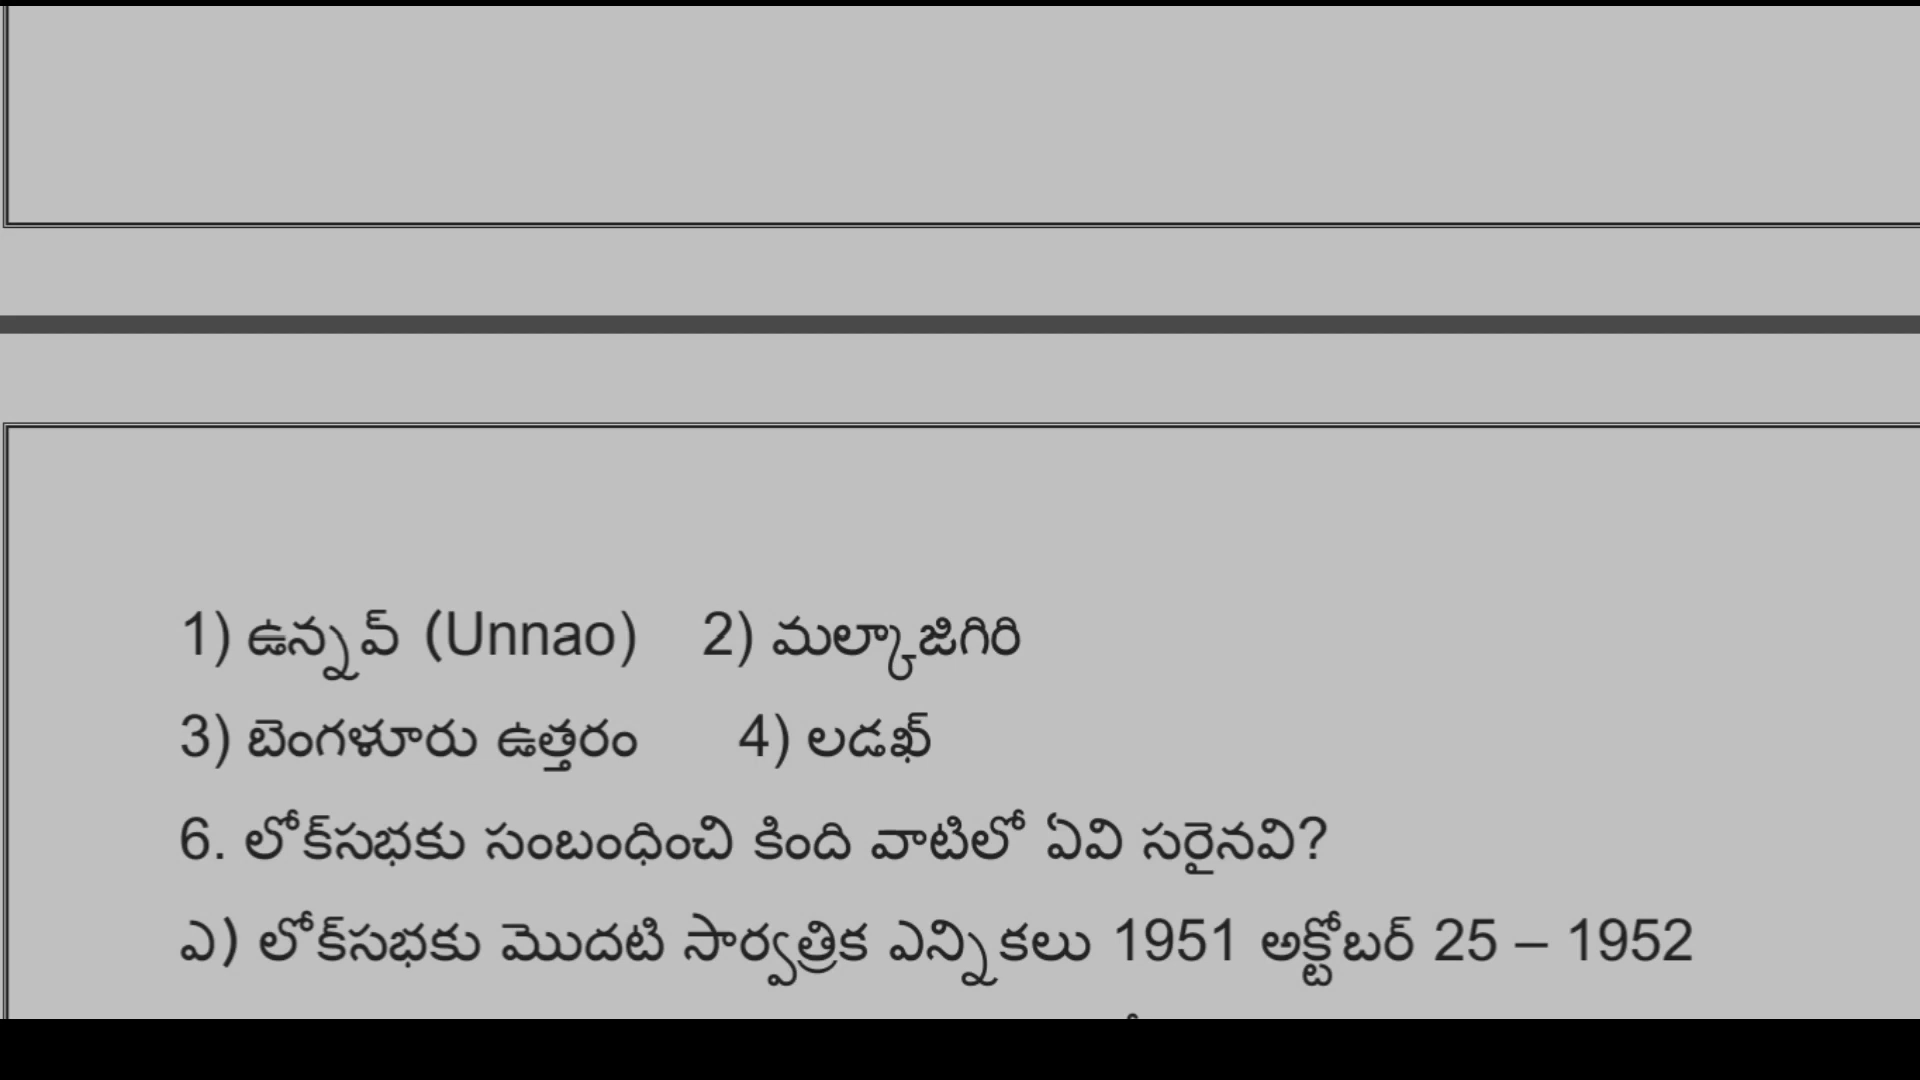 1) ఉన్నవ్ (Unnao) 2) మల్కాజిగిరి
3) బెంగళూరు ఉత్తరం 4) లడఖ్
6. లోక్‌సభకు సంబంధించి కింది వాటిలో ఏవి సరైనవి?
ఎ) లోక్‌సభకు మొదటి సార్వత్రిక ఎన్నికలు 1951 అక్టోబర్ 25 – 1952